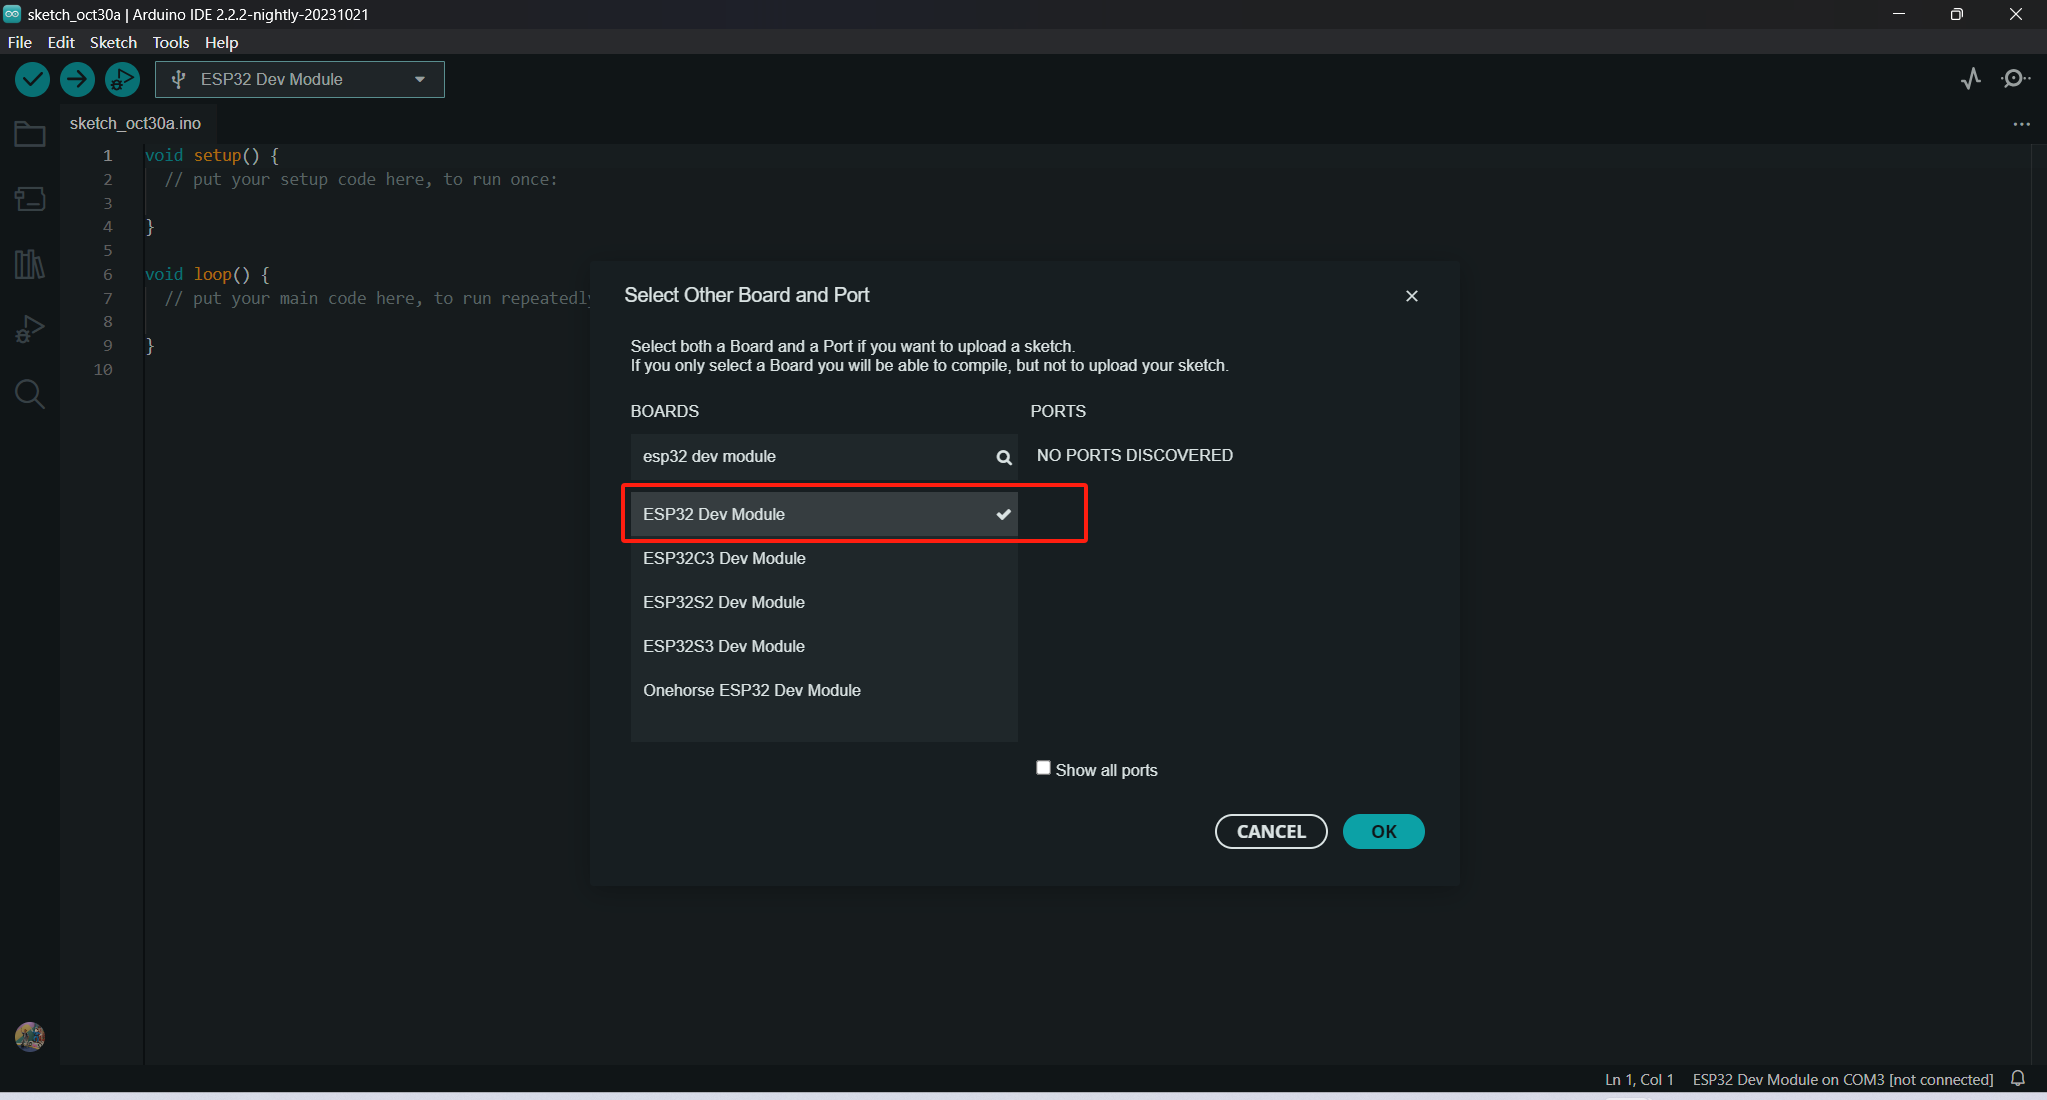 sketch_oct30a | Arduino IDE 2.2.2-nightly-20231021
File Edit Sketch Tools Help
ESP32 Dev Module
sketch_oct30a.ino
1 void setup() {
2 // put your setup code here, to run once:
3
4 }
5
6 void loop() {
7 // put your main code here, to run repeatedly
8
9 }
10
Select Other Board and Port
Select both a Board and a Port if you want to upload a sketch.
If you only select a Board you will be able to compile, but not to upload your sketch.
BOARDS
esp32 dev module
ESP32 Dev Module
ESP32C3 Dev Module
ESP32S2 Dev Module
ESP32S3 Dev Module
Onehorse ESP32 Dev Module
PORTS
NO PORTS DISCOVERED
Show all ports
CANCEL OK
Ln 1, Col 1 ESP32 Dev Module on COM3 [not connected]